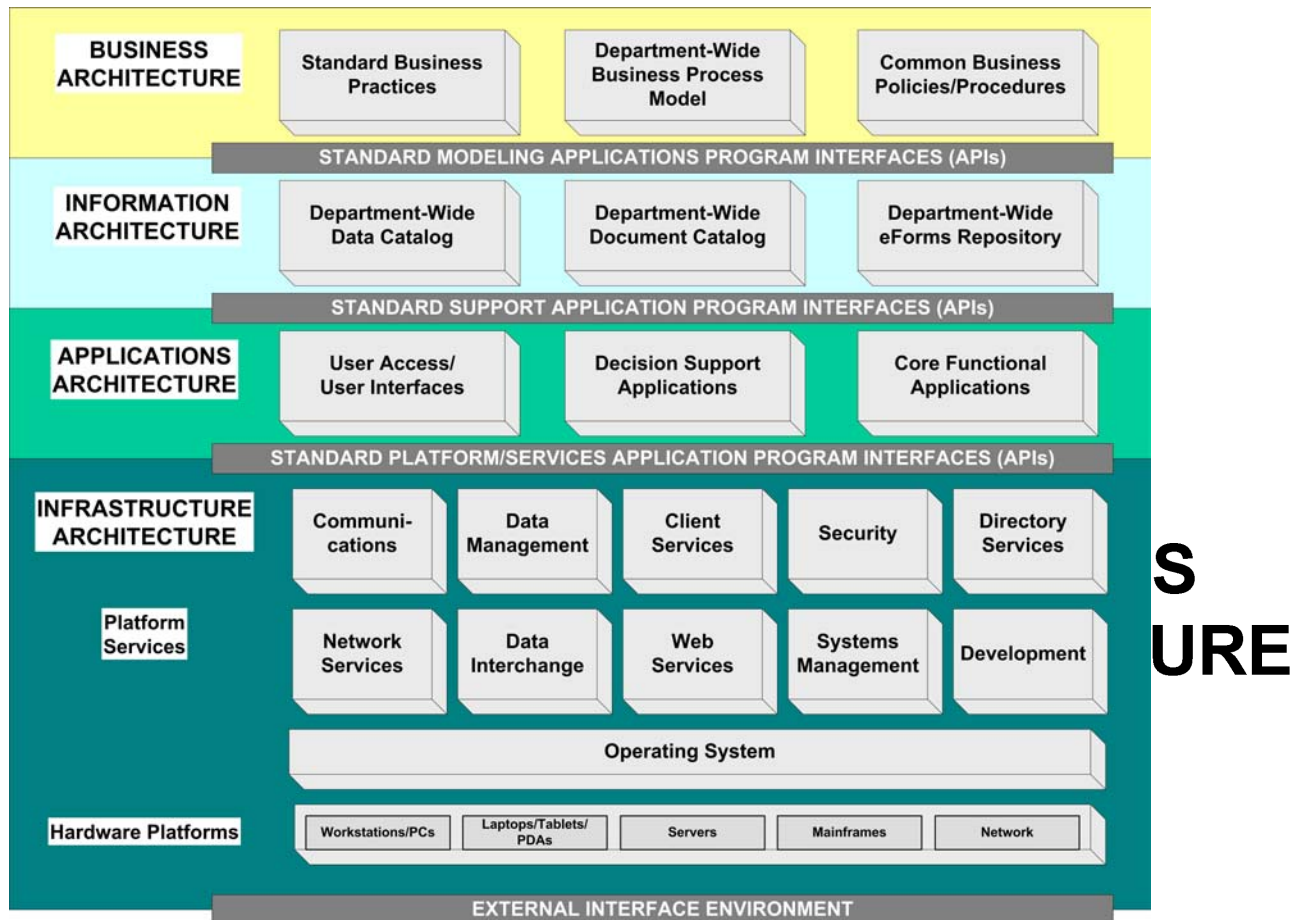 BUSINESS
ARCHITECTURE
Standard Business
Practices
Department-Wide
Business Process
Model
Common Business
Policies/Procedures
STANDARD MODELING APPLICATIONS PROGRAM INTERFACES (APIs)
INFORMATION
ARCHITECTURE
Department-Wide
Data Catalog
Department-Wide
Document Catalog
Department-Wide
eForms Repository
STANDARD SUPPORT APPLICATION PROGRAM INTERFACES (APIs)
APPLICATIONS
ARCHITECTURE
User Access/
User Interfaces
Decision Support
Applications
Core Functional
Applications
STANDARD PLATFORM/SERVICES APPLICATION PROGRAM INTERFACES (APIs)
INFRASTRUCTURE
ARCHITECTURE
Communi-
cations
Data
Management
Client
Services
Security
Directory
Services
S
URE
Platform
Services
Network
Services
Data
Interchange
Web
Services
Systems
Management
Development
Operating System
Hardware Platforms
Workstations/PCs
Laptops/Tablets/
PDAs
Servers
Mainframes
Network
EXTERNAL INTERFACE ENVIRONMENT